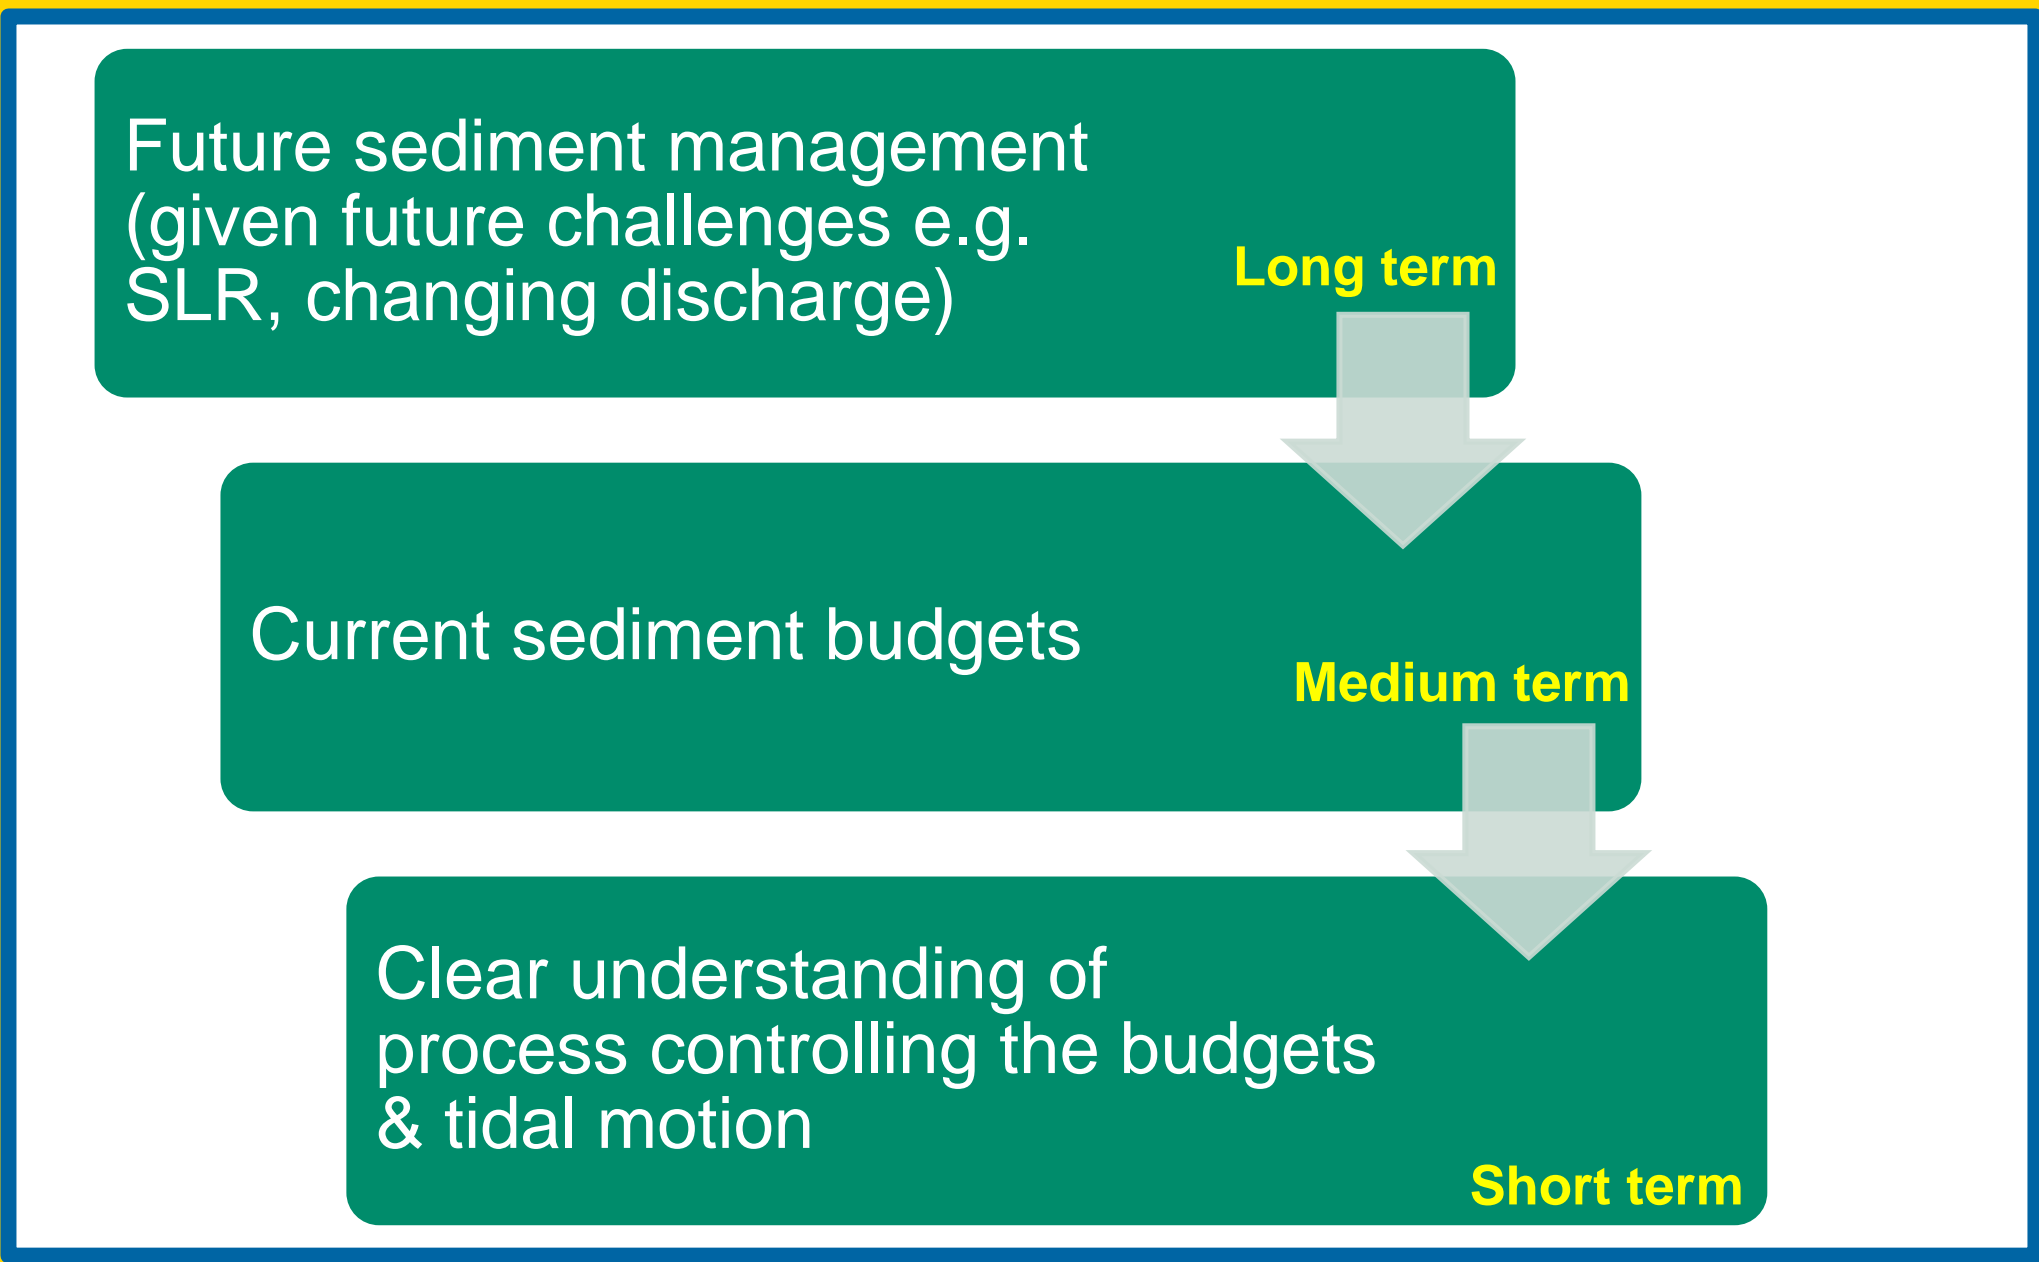 Future sediment management
(given future challenges e.g.
SLR, changing discharge)
Long term
Current sediment budgets
Medium term
Clear understanding of
process controlling the budgets
& tidal motion
Short term